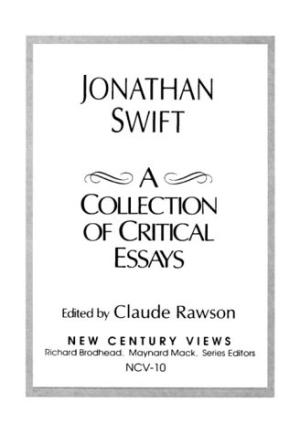 JONATHAN
SWIFT
A
COLLECTION
OF CRITICAL
ESSAYS
Edited by Claude Rawson
NEW CENTURY VIEWS
Richard Brodhead, Maynard Mack, Series Editors
NCV-10